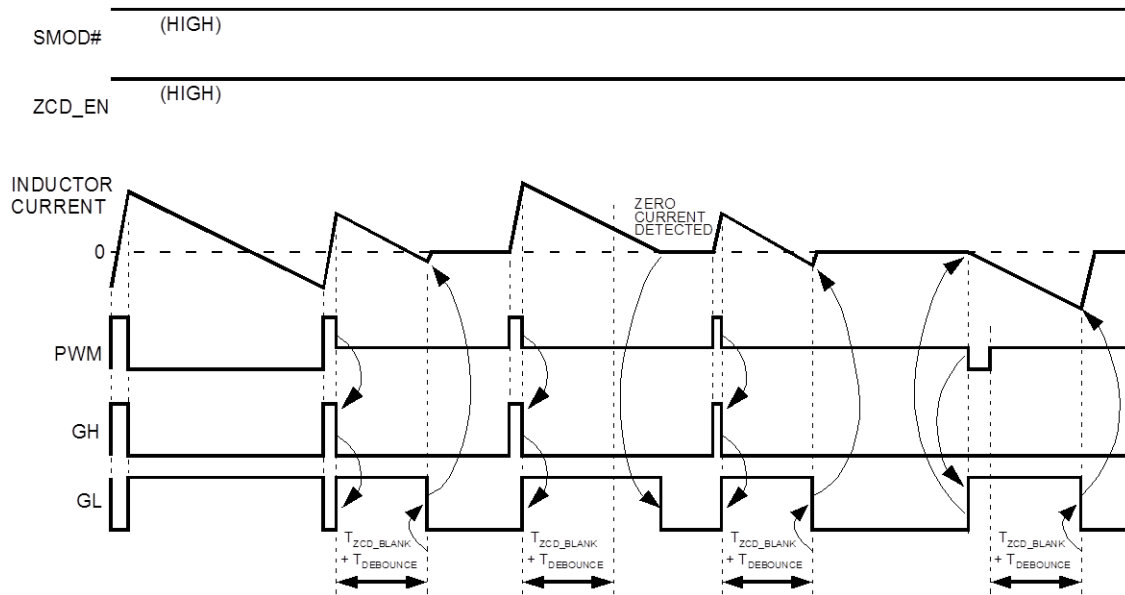 SMOD#
(HIGH)
ZCD_EN
(HIGH)
INDUCTOR
CURRENT
0
ZERO
CURRENT
DETECTED
PWM
GH
GL
TZCD_BLANK
+ TDEBOUNCE
TZCD_BLANK
+ TDEBOUNCE
TZCD_BLANK
+ TDEBOUNCE
TZCD_BLANK
+ TDEBOUNCE